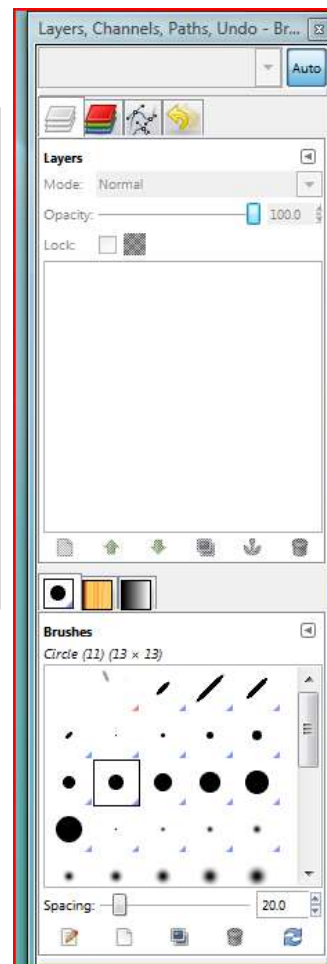 Layers, Channels, Paths, Undo - Br...
Auto
Layers
Mode: Normal
Opacity: 100.0
Lock:
Brushes
Circle (11) (13 × 13)
Spacing: 20.0